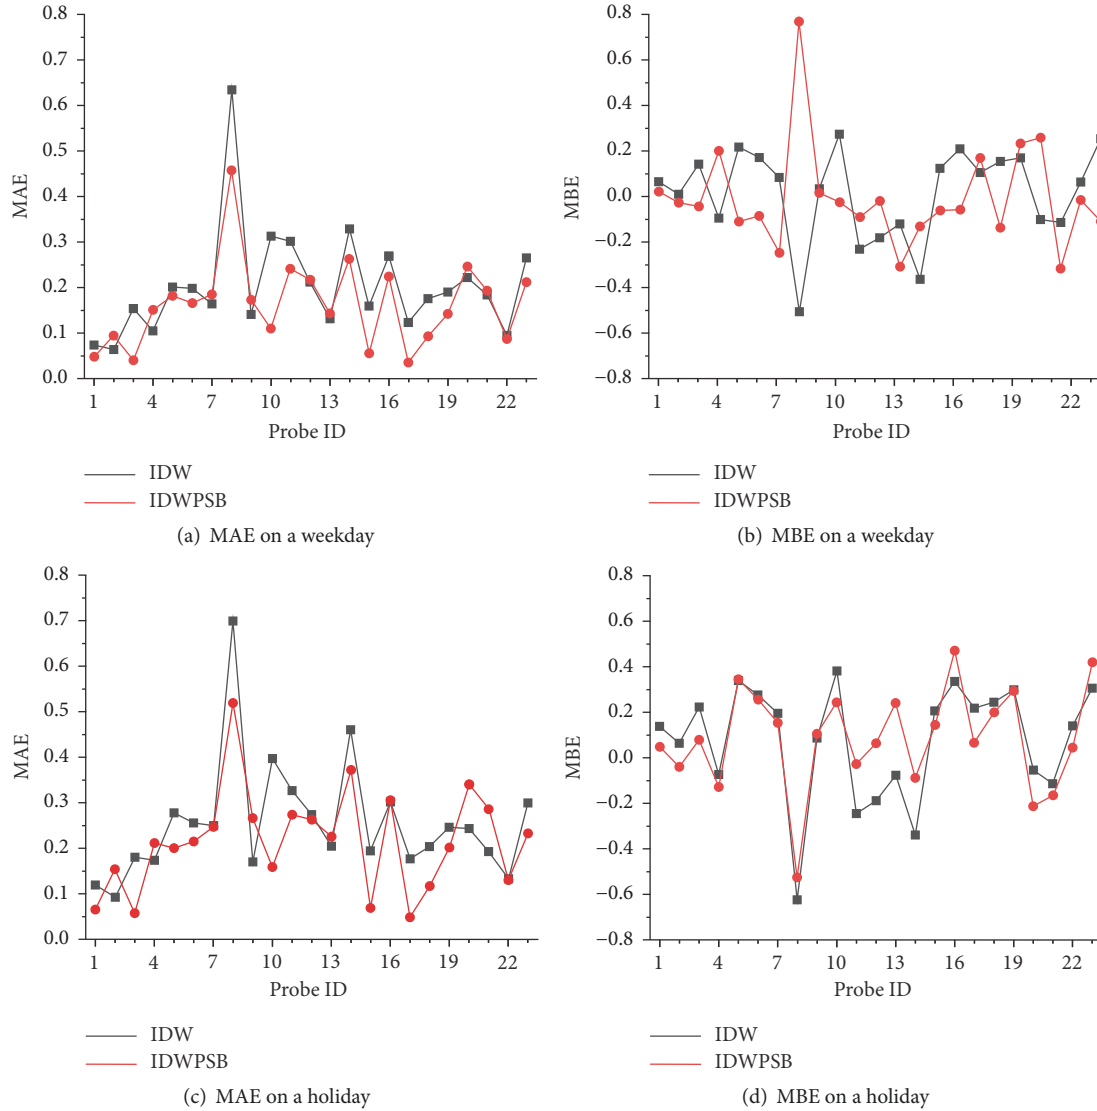 0.8
0.7
0.6
0.5
0.4
0.3
0.2
0.1
0.0
MAE
1 4 7 10 13 16 19 22
Probe ID
IDW
IDWPSB
(a) MAE on a weekday
0.8
0.6
0.4
0.2
0.0
−0.2
−0.4
−0.6
−0.8
MBE
1 4 7 10 13 16 19 22
Probe ID
IDW
IDWPSB
(b) MBE on a weekday
0.8
0.7
0.6
0.5
0.4
0.3
0.2
0.1
0.0
MAE
1 4 7 10 13 16 19 22
Probe ID
IDW
IDWPSB
(c) MAE on a holiday
0.8
0.6
0.4
0.2
0.0
−0.2
−0.4
−0.6
−0.8
MBE
1 4 7 10 13 16 19 22
Probe ID
IDW
IDWPSB
(d) MBE on a holiday